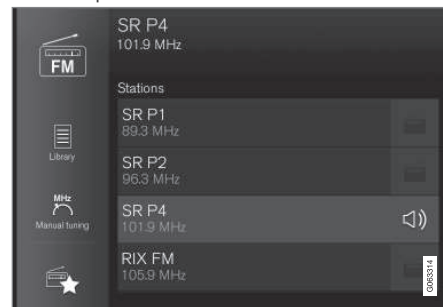 SR P4
101.9 MHz
FM
Stations
SR P1
89.3 MHz
Library
SR P2
96.3 MHz
MHz
Manual tuning
SR P4
101.9 MHz
RIX FM
105.9 MHz
G063314